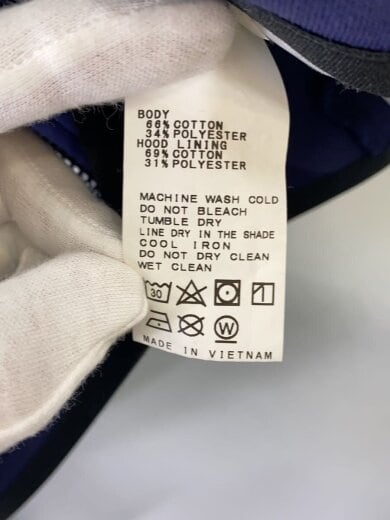 BODY
66% COTTON
34% POLYESTER
HOOD LINING
69% COTTON
31% POLYESTER
MACHINE WASH COLD
DO NOT BLEACH
TUMBLE DRY
LINE DRY IN THE SHADE
COOL IRON
DO NOT DRY CLEAN
WET CLEAN
30
W
MADE IN VIETNAM